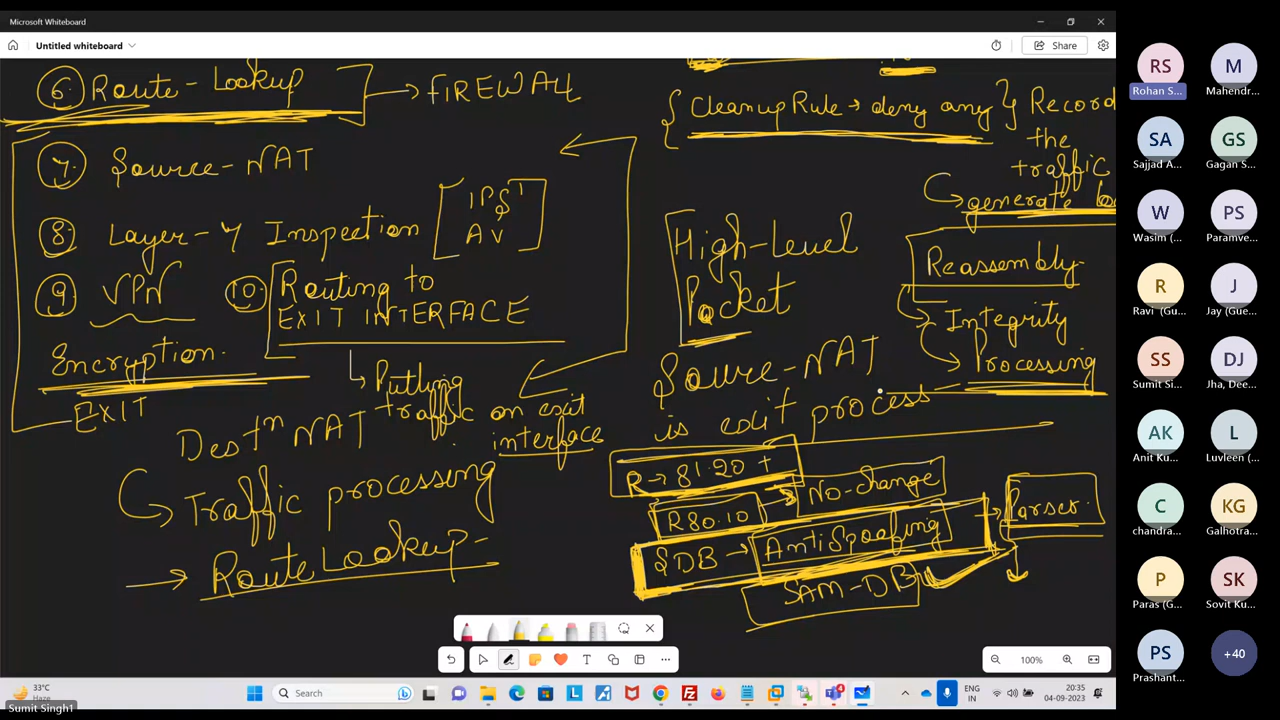 Microsoft Whiteboard
Untitled whiteboard
Share
⑥ Route-Lookup → FIREWALL
⑦ Source-NAT
⑧ Layer-7 Inspection [IPS
AV]
⑨ VPN
⑩ Routing to
EXIT INTERFACE
Encryption.
EXIT
Putting
traffic on exit
interface
Destn NAT
Traffic processing
→ Route Lookup-
{Cleanup Rule → deny any} Record
the
traffic
generate
High-Level
Packet
Reassembly
Integrity
Processing
Source-NAT
is exit process
R→81.20 +
R80.10
No-change
SDB → AntiSpoofing → Parser.
SAM-DB
100%
RS
Rohan S...
M
Mahendr...
SA
Sajjad A...
GS
Gagan S...
W
Wasim (...
PS
Paramve...
R
Ravi (Gu...
J
Jay (Gue...
SS
Sumit Si...
DJ
Jha, Dee...
AK
Anit Ku...
L
Luvleen (...
C
chandra...
KG
Galhotra...
P
Paras (G...
SK
Sovit Ku...
PS
Prashant...
+40
33°C
Haze
Search
ENG
IN
20:35
04-09-2023
Sumit Singh1